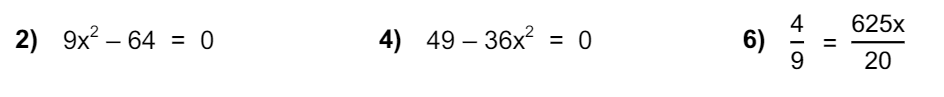 2) 9x² – 64 = 0 4) 49 – 36x² = 0 6) 4/9 = 625x/20